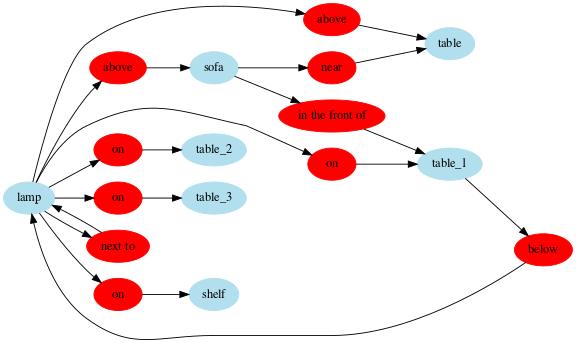 above
table
above
sofa
near
in the front of
on
table_2
on
table_1
lamp
on
table_3
next to
below
on
shelf